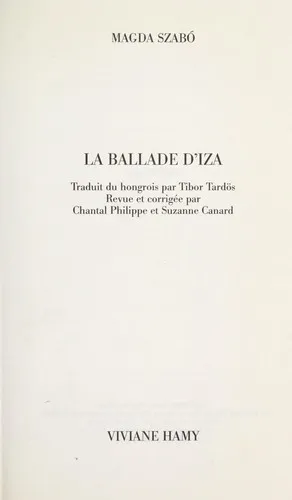 MAGDA SZABÓ
LA BALLADE D'IZA
Traduit du hongrois par Tibor Tardös
Revue et corrigée par
Chantal Philippe et Suzanne Canard
VIVIANE HAMY